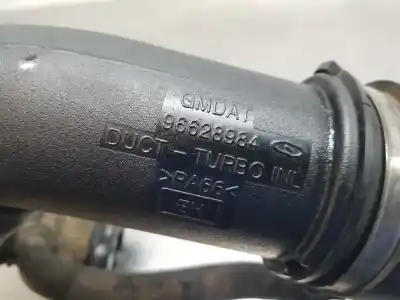 GMDAT
96628984
DUCT-TURBO INL
>PA66<